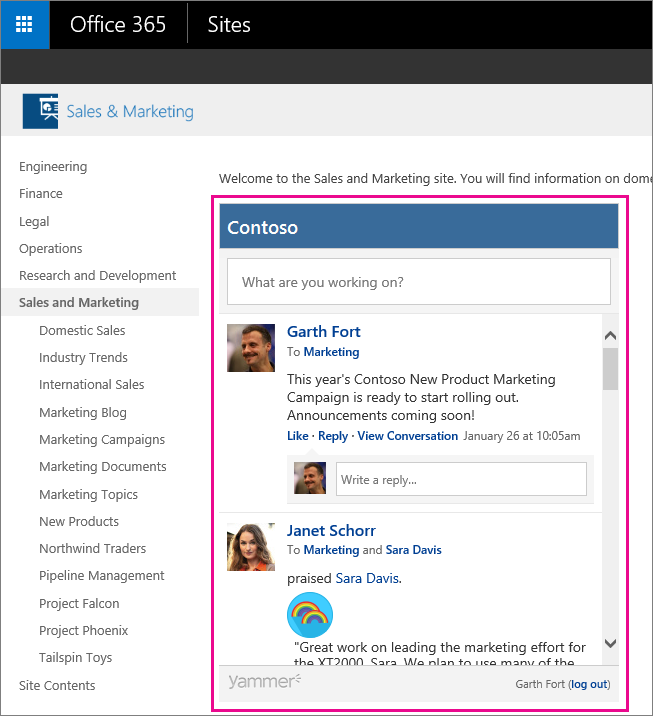 Office 365
Sites
Sales & Marketing
Engineering
Finance
Legal
Operations
Research and Development
Sales and Marketing
Domestic Sales
Industry Trends
International Sales
Marketing Blog
Marketing Campaigns
Marketing Documents
Marketing Topics
New Products
Northwind Traders
Pipeline Management
Project Falcon
Project Phoenix
Tailspin Toys
Site Contents
Welcome to the Sales and Marketing site. You will find information on dome
Contoso
What are you working on?
Garth Fort
To Marketing
This year's Contoso New Product Marketing
Campaign is ready to start rolling out.
Announcements coming soon!
Like · Reply · View Conversation January 26 at 10:05am
Write a reply...
Janet Schorr
To Marketing and Sara Davis
praised Sara Davis.
"Great work on leading the marketing effort for
the XT2000, Sara. We plan to use many of the
yammer
Garth Fort (log out)